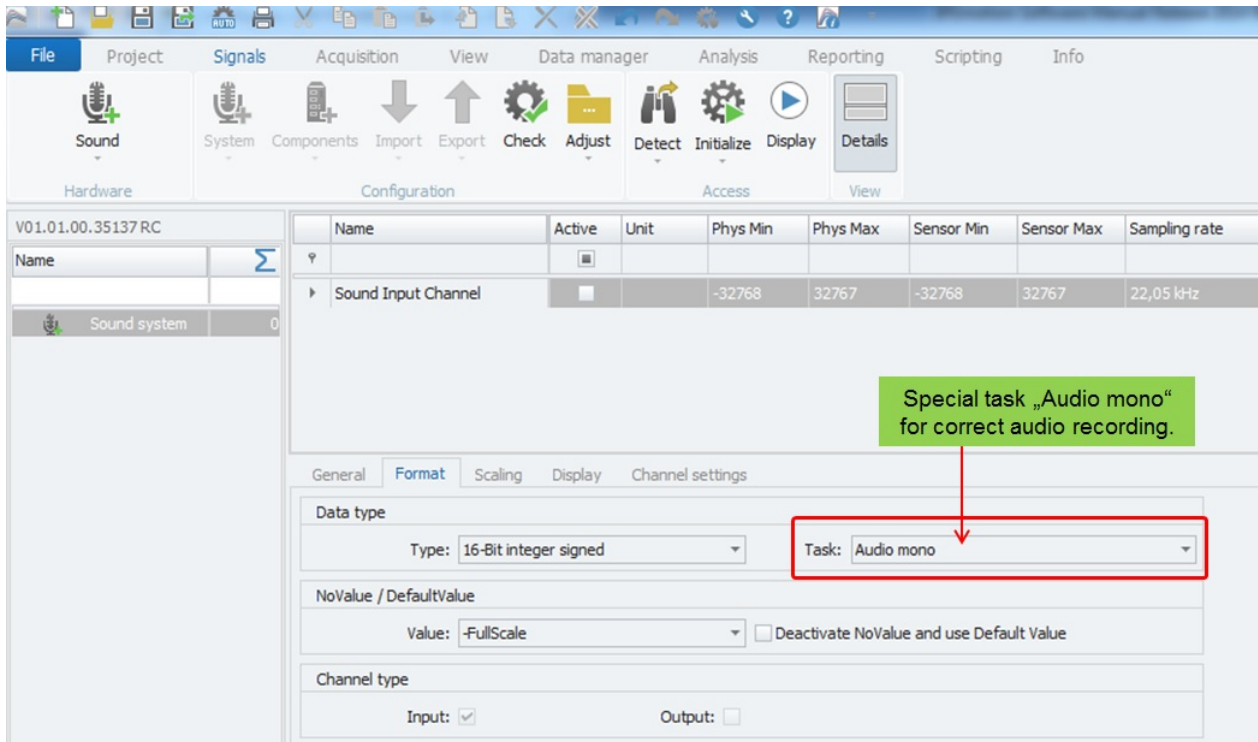 AUTO
File Project Signals Acquisition View Data manager Analysis Reporting Scripting Info
Sound System Components Import Export Check Adjust Detect Initialize Display Details
Hardware Configuration Access View
V01.01.00.35137 RC
Name Σ
Sound system 0
Name Active Unit Phys Min Phys Max Sensor Min Sensor Max Sampling rate
Sound Input Channel -32768 32767 -32768 32767 22,05 kHz
Special task „Audio mono“
for correct audio recording.
General Format Scaling Display Channel settings
Data type
Type: 16-Bit integer signed Task: Audio mono
NoValue / DefaultValue
Value: -FullScale Deactivate NoValue and use Default Value
Channel type
Input: Output: